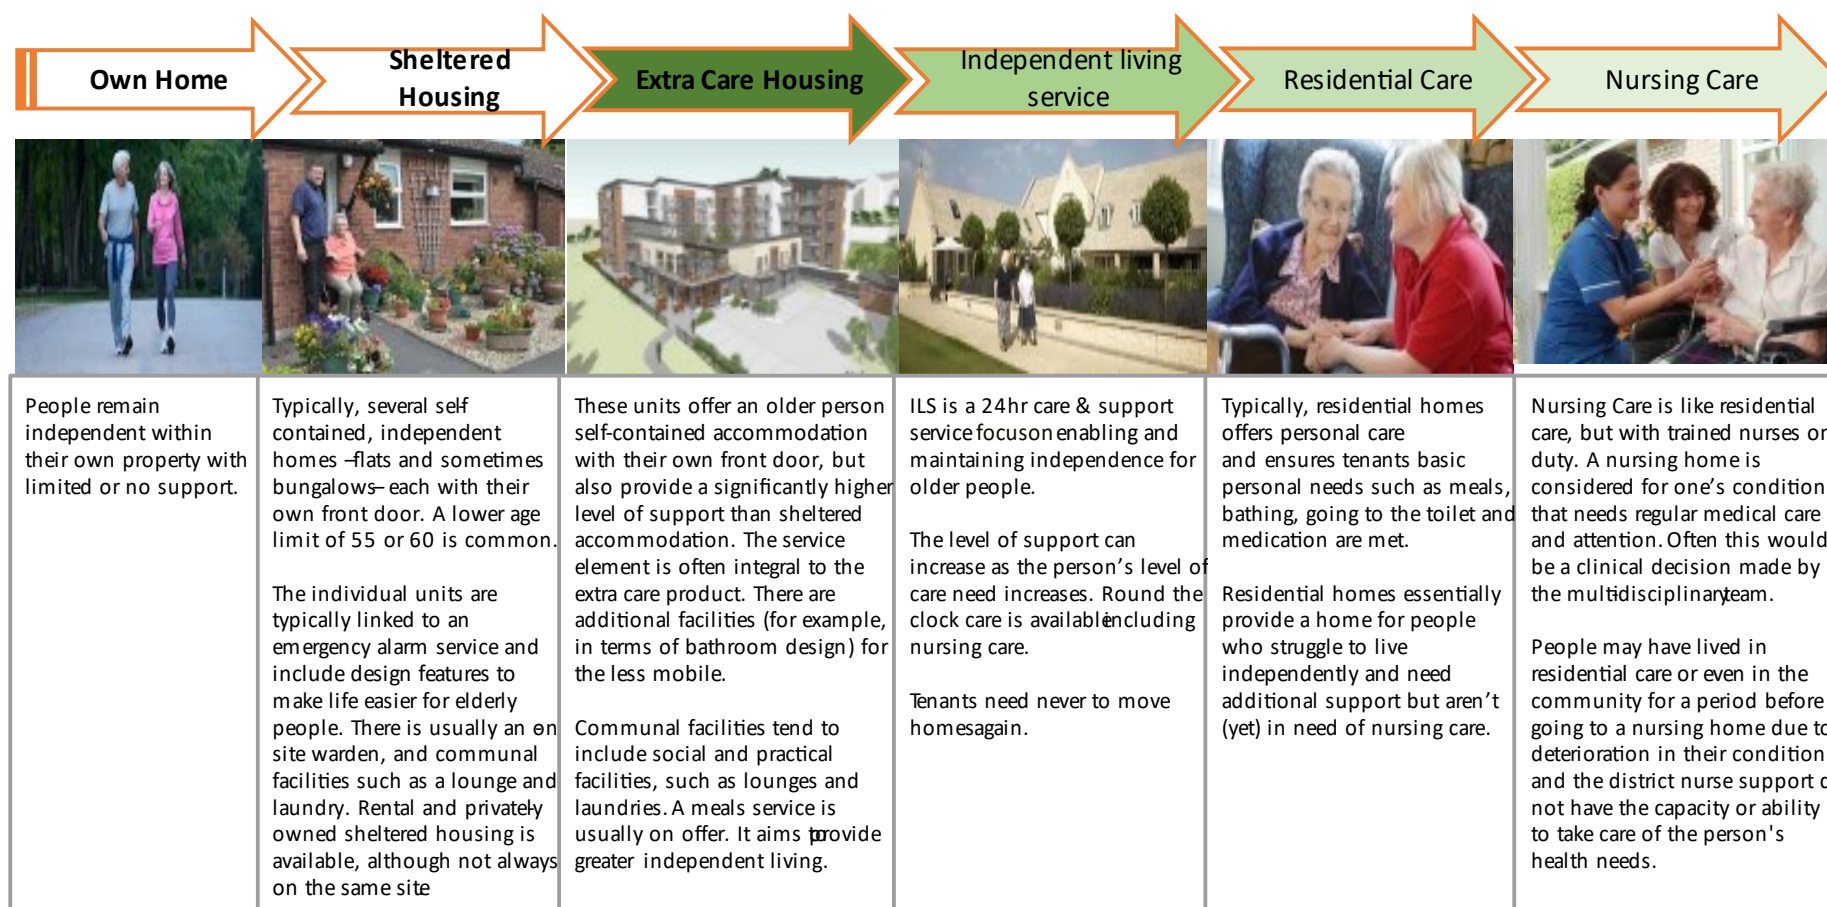 Own Home
Sheltered
Housing
Extra Care Housing
Independent living
service
Residential Care
Nursing Care
People remain
independent within
their own property with
limited or no support.
Typically, several self
contained, independent
homes –flats and sometimes
bungalows– each with their
own front door. A lower age
limit of 55 or 60 is common.
The individual units are
typically linked to an
emergency alarm service and
include design features to
make life easier for elderly
people. There is usually an on
site warden, and communal
facilities such as a lounge and
laundry. Rental and privately-
owned sheltered housing is
available, although not always
on the same site
These units offer an older person
self-contained accommodation
with their own front door, but
also provide a significantly higher
level of support than sheltered
accommodation. The service
element is often integral to the
extra care product. There are
additional facilities (for example,
in terms of bathroom design) for
the less mobile.
Communal facilities tend to
include social and practical
facilities, such as lounges and
laundries. A meals service is
usually on offer. It aims to provide
greater independent living.
ILS is a 24hr care & support
service focus on enabling and
maintaining independence for
older people.
The level of support can
increase as the person's level of
care need increases. Round the
clock care is available including
nursing care.
Tenants need never to move
homes again.
Typically, residential homes
offers personal care
and ensures tenants basic
personal needs such as meals,
bathing, going to the toilet and
medication are met.
Residential homes essentially
provide a home for people
who struggle to live
independently and need
additional support but aren't
(yet) in need of nursing care.
Nursing Care is like residential
care, but with trained nurses on
duty. A nursing home is
considered for one's condition
that needs regular medical care
and attention. Often this would
be a clinical decision made by
the multi-disciplinary team.
People may have lived in
residential care or even in the
community for a period before
going to a nursing home due to
deterioration in their condition
and the district nurse support
not have the capacity or ability
to take care of the person's
health needs.